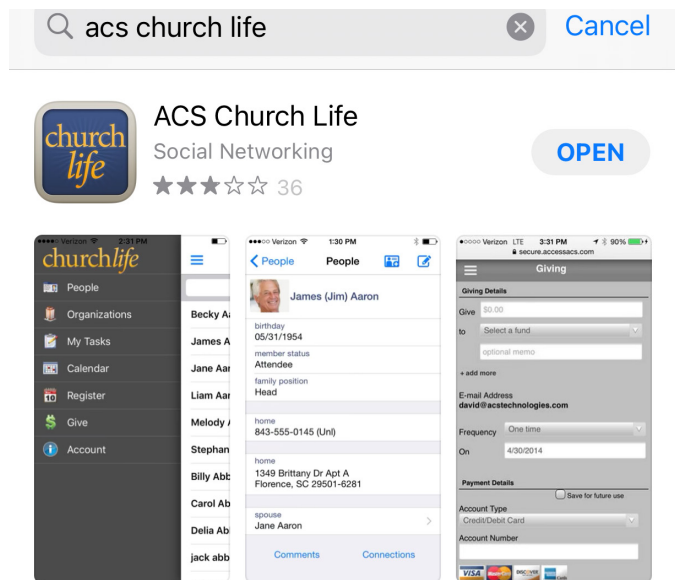 acs church life
Cancel
church
life
ACS Church Life
Social Networking
OPEN
36
Verizon 2:31 PM
churchlife
People
Organizations
My Tasks
Calendar
Register
Give
Account
Becky A
James A
Jane Aar
Liam Aar
Melody
Stephan
Billy Abb
Carol Ab
Delia Ab
jack abb
Verizon 1:30 PM
People People
James (Jim) Aaron
birthday
05/31/1954
member status
Attendee
family position
Head
home
843-555-0145 (Unl)
home
1349 Brittany Dr Apt A
Florence, SC 29501-6281
spouse
Jane Aaron
Comments Connections
Verizon LTE 3:31 PM 90%
secure.accessacs.com
Giving
Giving Details
Give $0.00
to Select a fund
optional memo
+ add more
E-mail Address
david@acstechnologies.com
Frequency One time
On 4/30/2014
Payment Details
Save for future use
Account Type
Credit/Debit Card
Account Number
VISA MasterCard DISCOVER